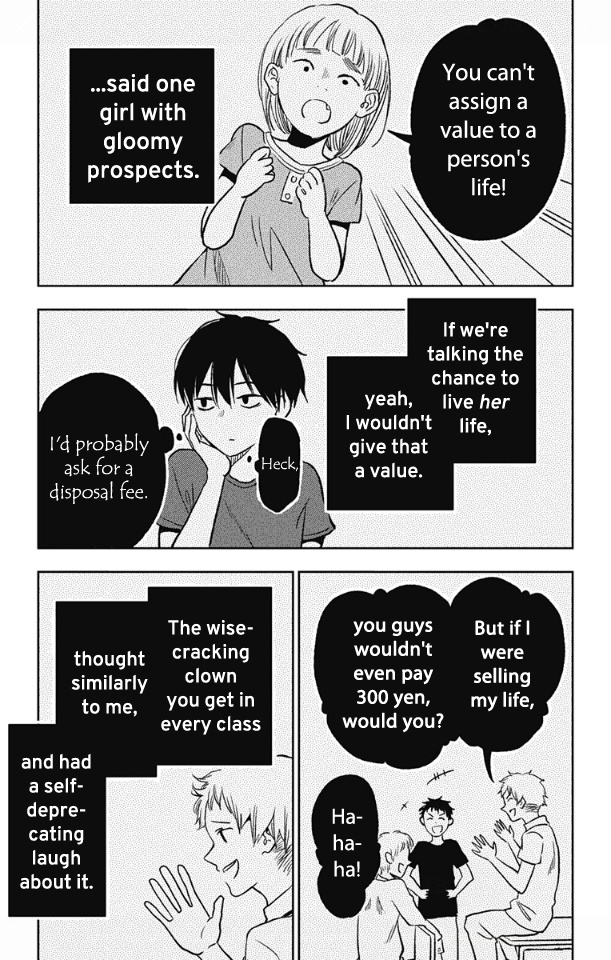 You can't
assign a
value to a
person's
life!
...said one
girl with
gloomy
prospects.
If we're
talking the
chance to
live her
life,
yeah,
I wouldn't
give that
a value.
Heck,
I'd probably
ask for a
disposal fee.
But if I
were
selling
my life,
you guys
wouldn't
even pay
300 yen,
would you?
Ha-
ha-
ha!
The wise-
cracking
clown
you get in
every class
thought
similarly
to me,
and had
a self-
depre-
cating
laugh
about it.